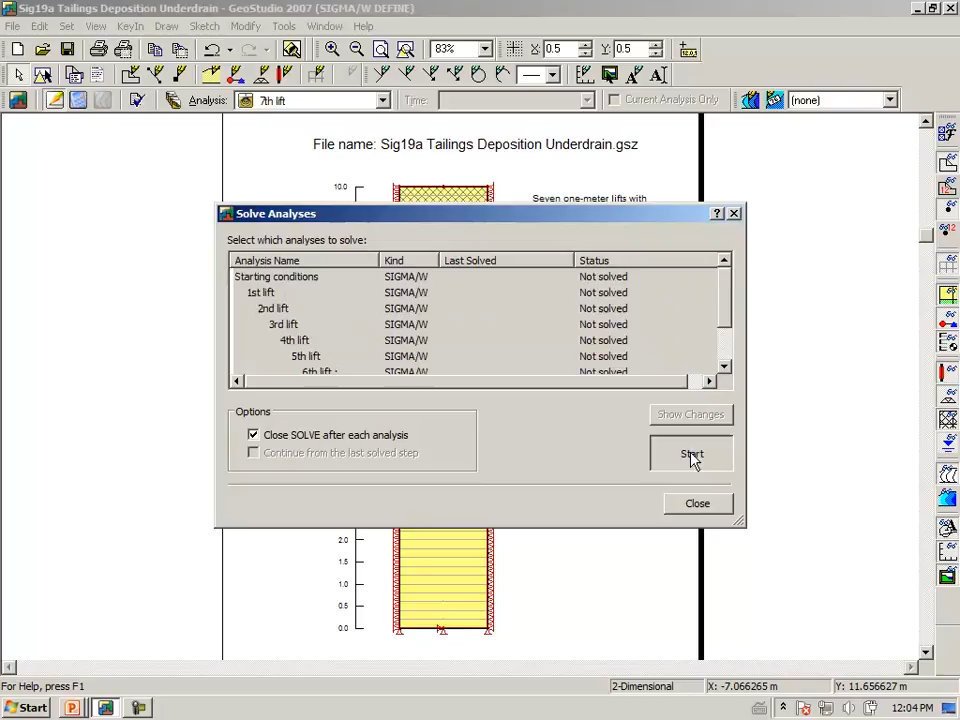 Sig19a Tailings Deposition Underdrain - GeoStudio 2007 (SIGMA/W DEFINE)
File Edit Set View KeyIn Draw Sketch Modify Tools Window Help
83% X: 0.5 Y: 0.5
Analysis: 7th lift Time: Current Analysis Only (none)
File name: Sig19a Tailings Deposition Underdrain.gsz
10.0
Seven one-meter lifts with
Solve Analyses
Select which analyses to solve:
Analysis Name Kind Last Solved Status
Starting conditions SIGMA/W Not solved
1st lift SIGMA/W Not solved
2nd lift SIGMA/W Not solved
3rd lift SIGMA/W Not solved
4th lift SIGMA/W Not solved
5th lift SIGMA/W Not solved
6th lift : SIGMA/W Not solved
Options
Close SOLVE after each analysis
Continue from the last solved step
Show Changes
Start
Close
2.0
1.5
1.0
0.5
0.0
For Help, press F1
2-Dimensional X: -7.066265 m Y: 11.656627 m
Start 12:04 PM